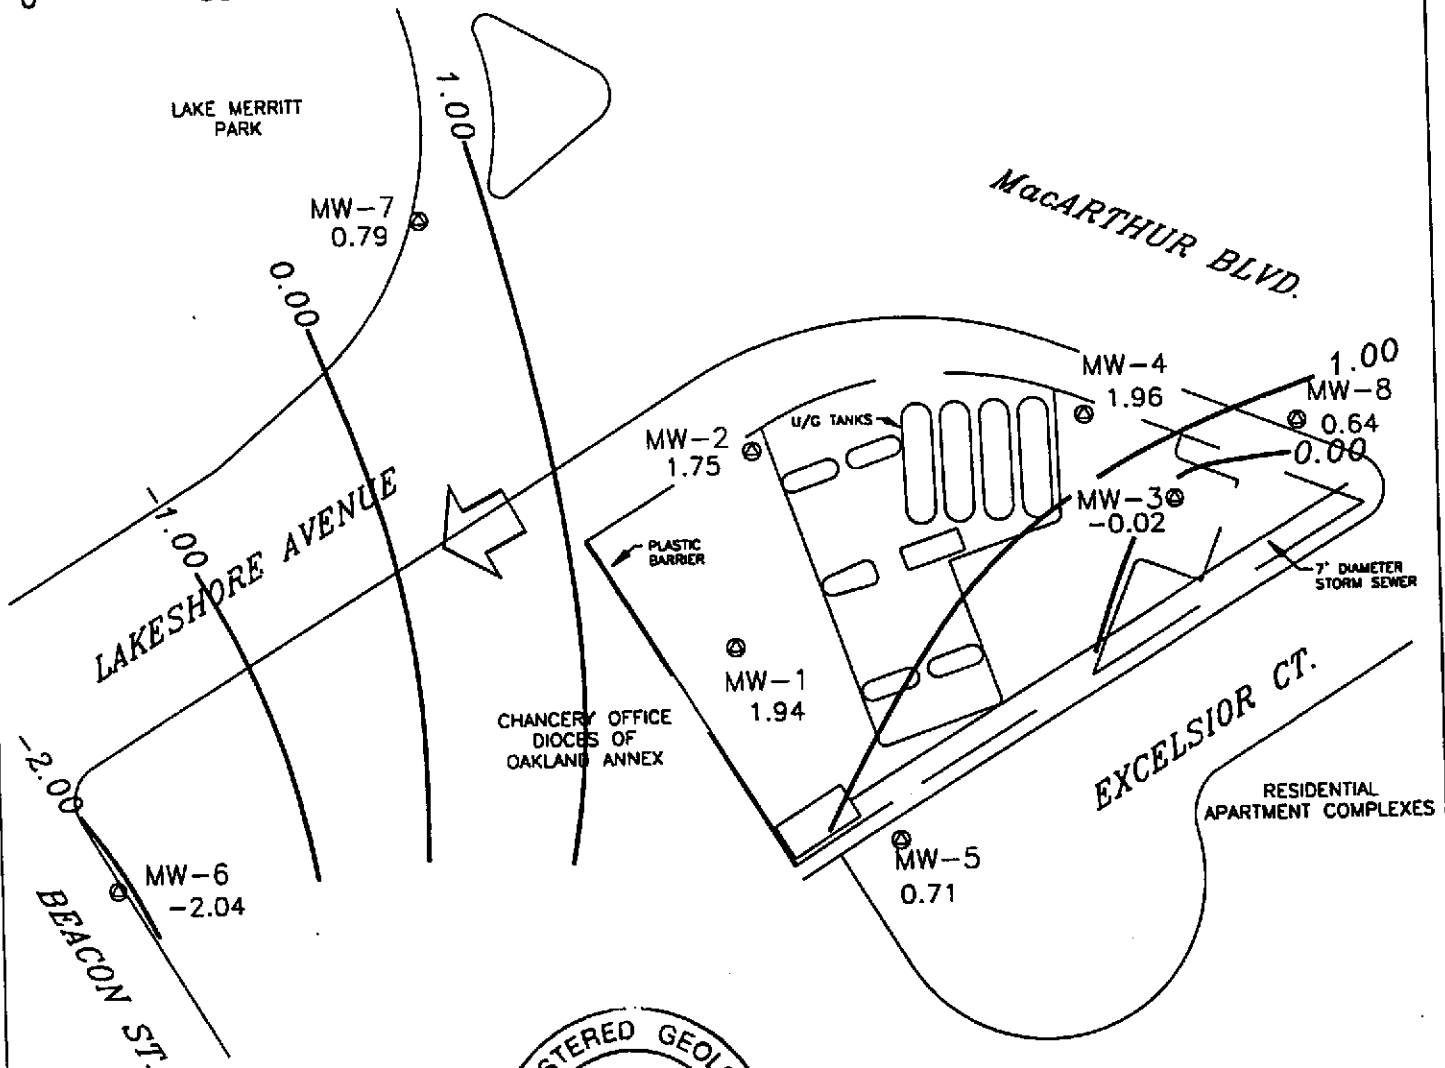 LAKE MERRITT
PARK
1.00
MW-7
0.79
MacARTHUR BLVD.
0.00
1.00
MW-4
1.96
MW-8
0.64
0.00
U/G TANKS
MW-2
1.75
MW-3
-0.02
-1.00
LAKESHORE AVENUE
PLASTIC
BARRIER
7' DIAMETER
STORM SEWER
MW-1
1.94
CHANCERY OFFICE
DIOCES OF
OAKLAND ANNEX
EXCELSIOR CT.
-2.00
RESIDENTIAL
APARTMENT COMPLEXES
MW-5
0.71
MW-6
-2.04
BEACON ST.
STERED GEOLO